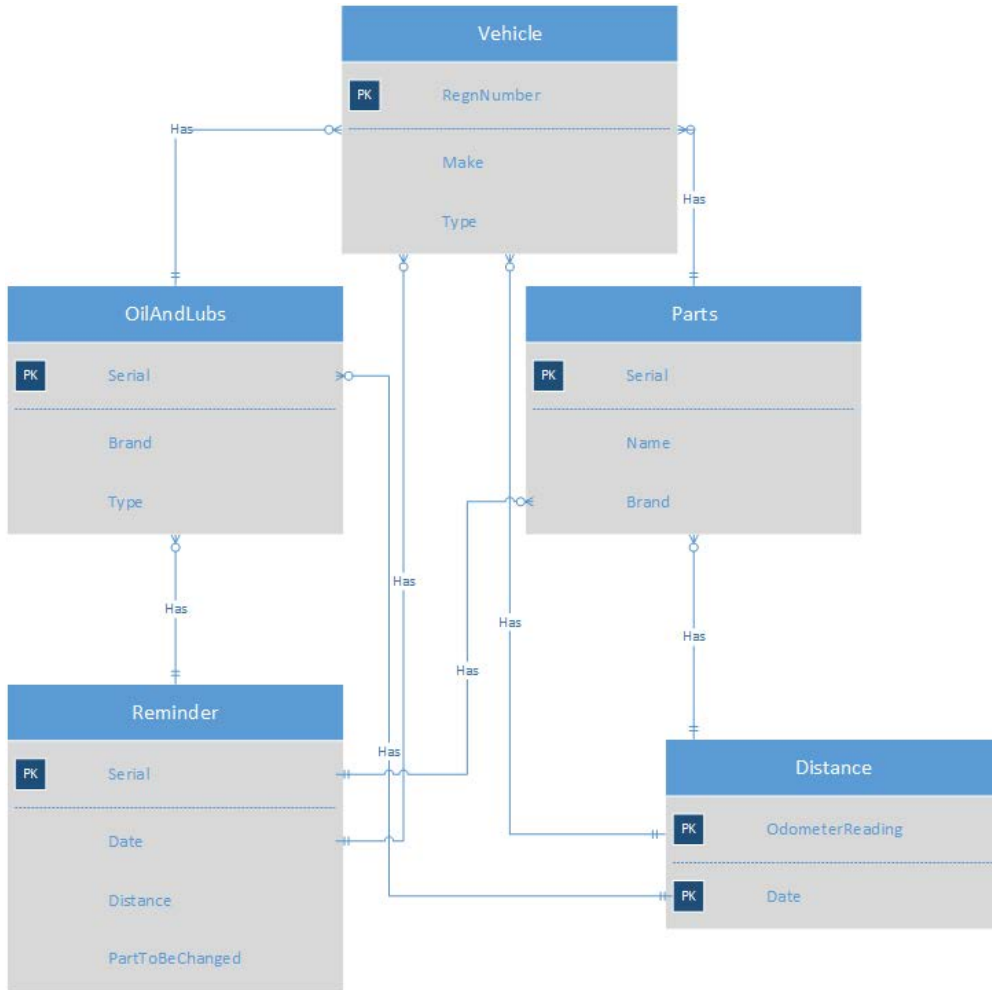 Vehicle
PK RegnNumber
Has
Make
Type
Has
OilAndLubs
PK Serial
Brand
Type
Parts
PK Serial
Name
Brand
Has
Has
Has
Has
Has
Reminder
PK Serial
Date
Distance
PartToBeChanged
Has
Distance
PK OdometerReading
PK Date